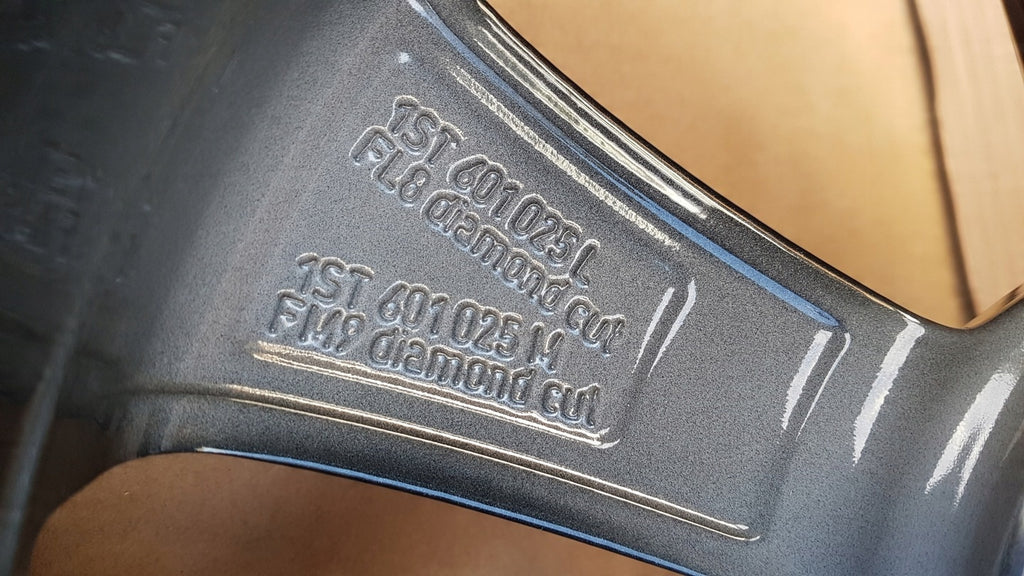 1ST 601 025 L
FL8 diamond cut
1ST 601 025 M
FM9 diamond cut